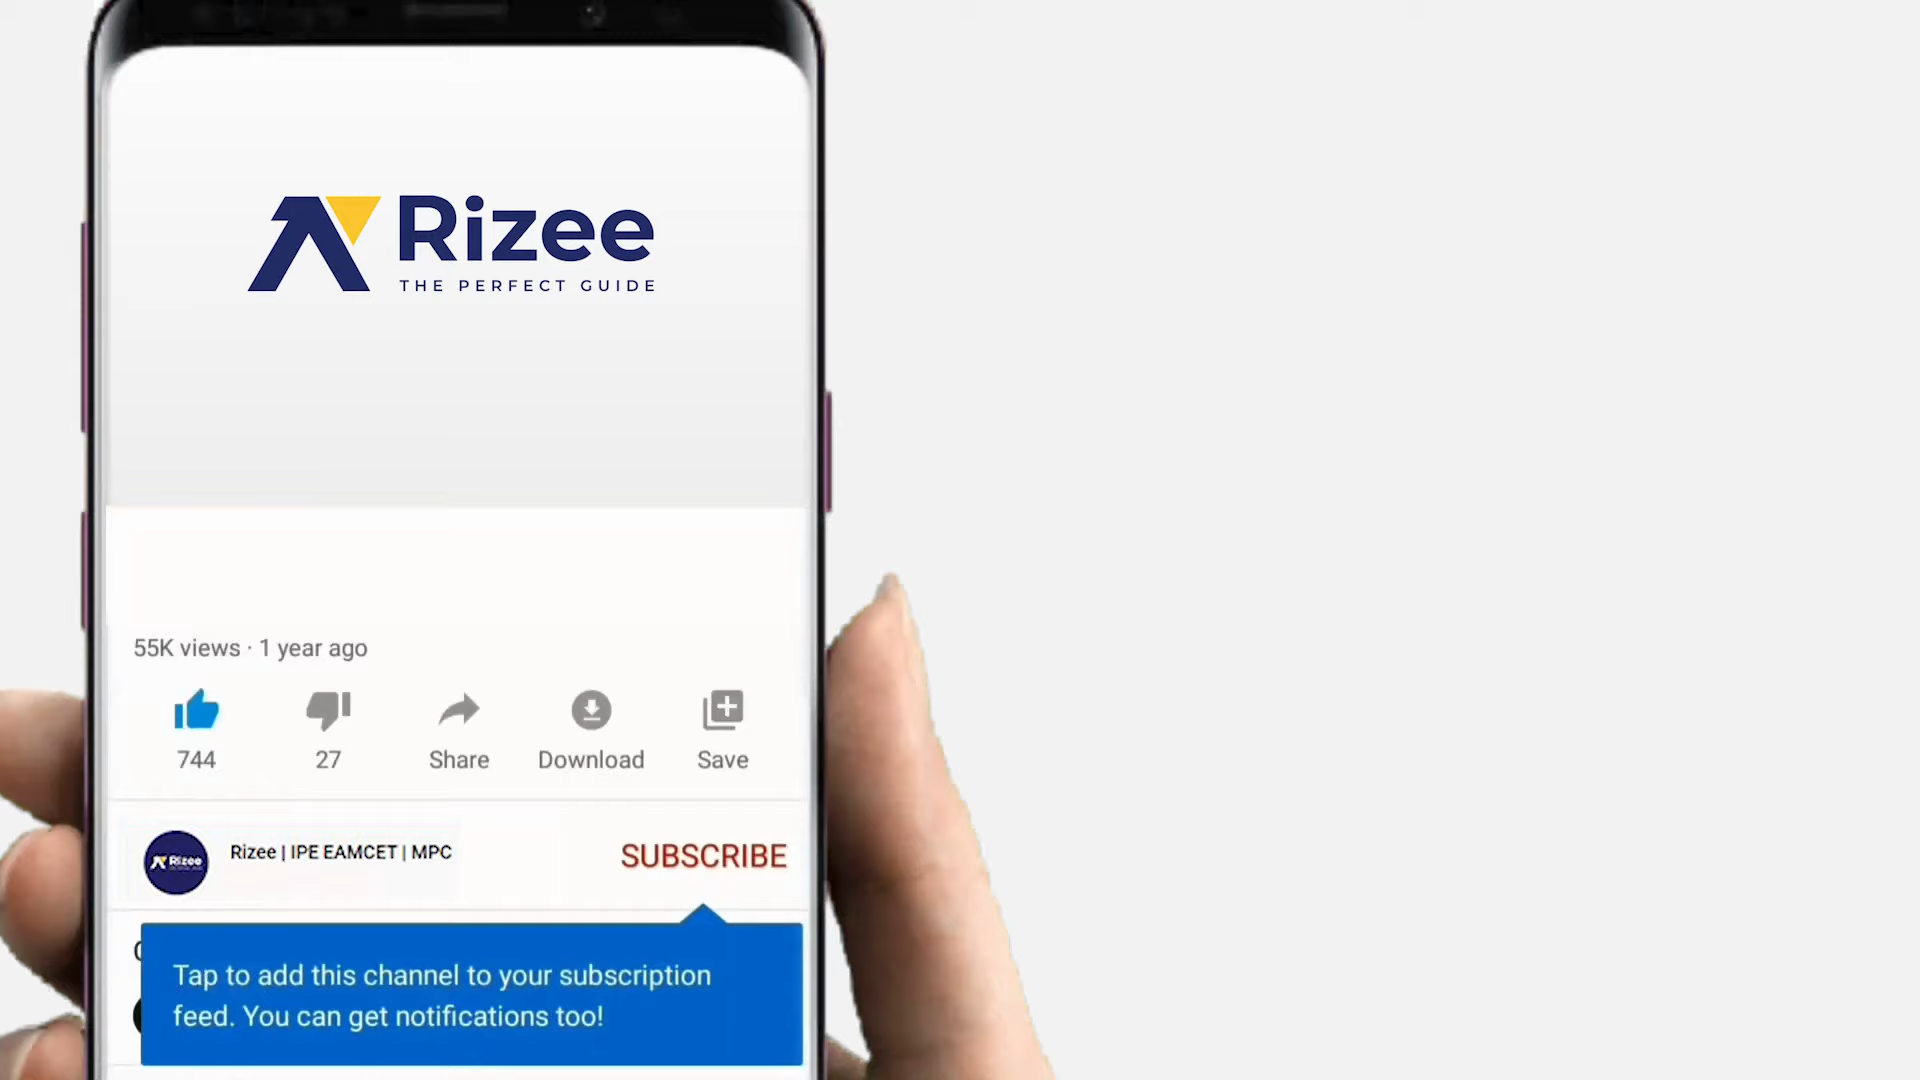 Rizee
THE PERFECT GUIDE
55K views · 1 year ago
744
27
Share
Download
Save
Rizee
Rizee | IPE EAMCET | MPC
SUBSCRIBE
Tap to add this channel to your subscription
feed. You can get notifications too!